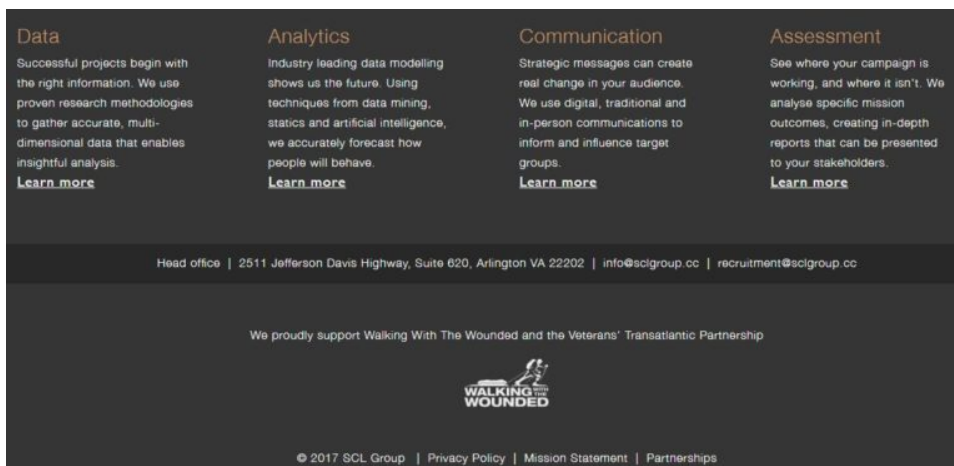 Data
Successful projects begin with
the right information. We use
proven research methodologies
to gather accurate, multi-
dimensional data that enables
insightful analysis.
Learn more
Analytics
Industry leading data modelling
shows us the future. Using
techniques from data mining,
statics and artificial intelligence,
we accurately forecast how
people will behave.
Learn more
Communication
Strategic messages can create
real change in your audience.
We use digital, traditional and
in-person communications to
inform and influence target
groups.
Learn more
Assessment
See where your campaign is
working, and where it isn't. We
analyse specific mission
outcomes, creating in-depth
reports that can be presented
to your stakeholders.
Learn more
Head office | 2511 Jefferson Davis Highway, Suite 620, Arlington VA 22202 | info@sclgroup.cc | recruitment@sclgroup.cc
We proudly support Walking With The Wounded and the Veterans' Transatlantic Partnership
WALKING WITH THE
WOUNDED
© 2017 SCL Group | Privacy Policy | Mission Statement | Partnerships